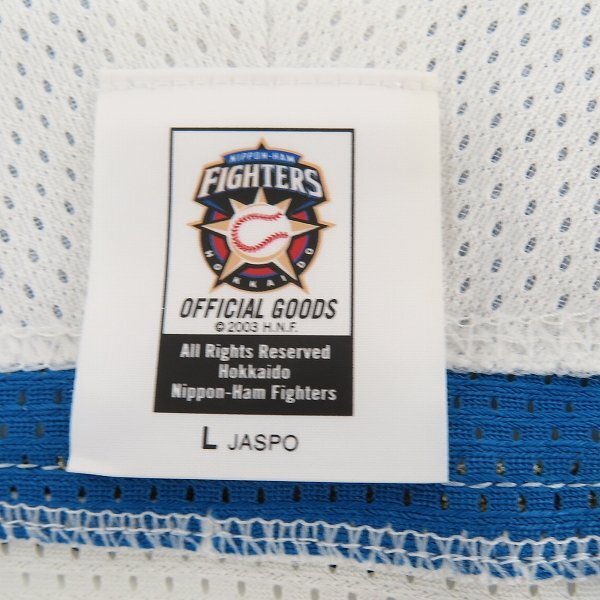 NIPPON-HAM
FIGHTERS
HOKKAIDO
OFFICIAL GOODS
© 2003 H.N.F.
All Rights Reserved
Hokkaido
Nippon-Ham Fighters
L JASPO